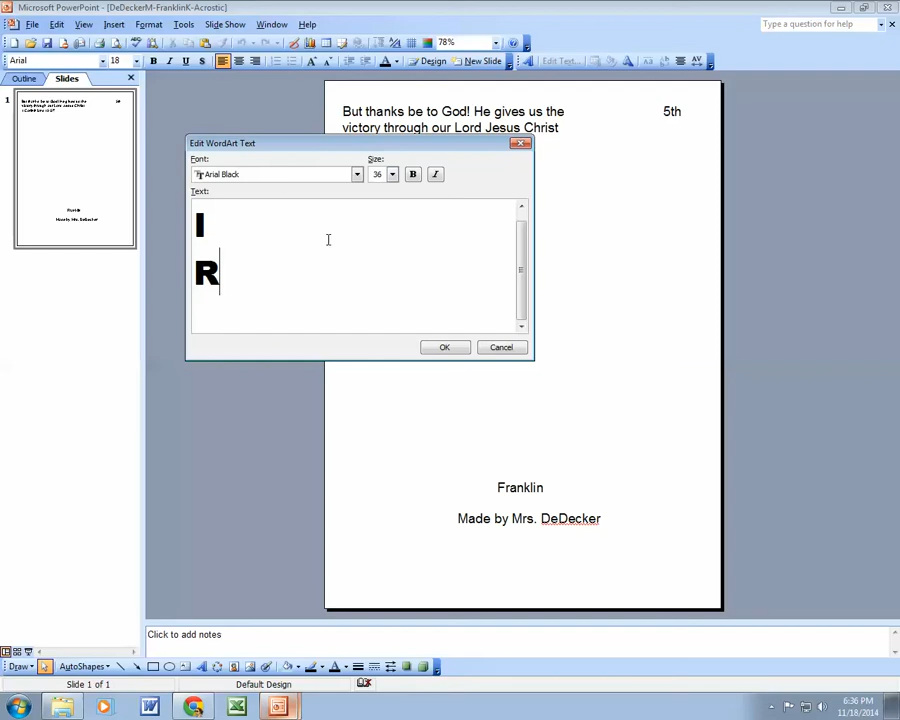 Microsoft PowerPoint - [DeDeckerM-FranklinK-Acrostic]
File Edit View Insert Format Tools Slide Show Window Help
Type a question for help
78%
Arial 18 B I U S Design New Slide Edit Text...
Outline Slides
1
But thanks be to God! He gives us the 5th
victory through our Lord Jesus Christ
Edit WordArt Text
Font: Size:
Arial Black 36 B I
Text:
I
R
OK Cancel
Franklin
Made by Mrs. DeDecker
Click to add notes
Draw AutoShapes
Slide 1 of 1 Default Design
6:36 PM
11/18/2014